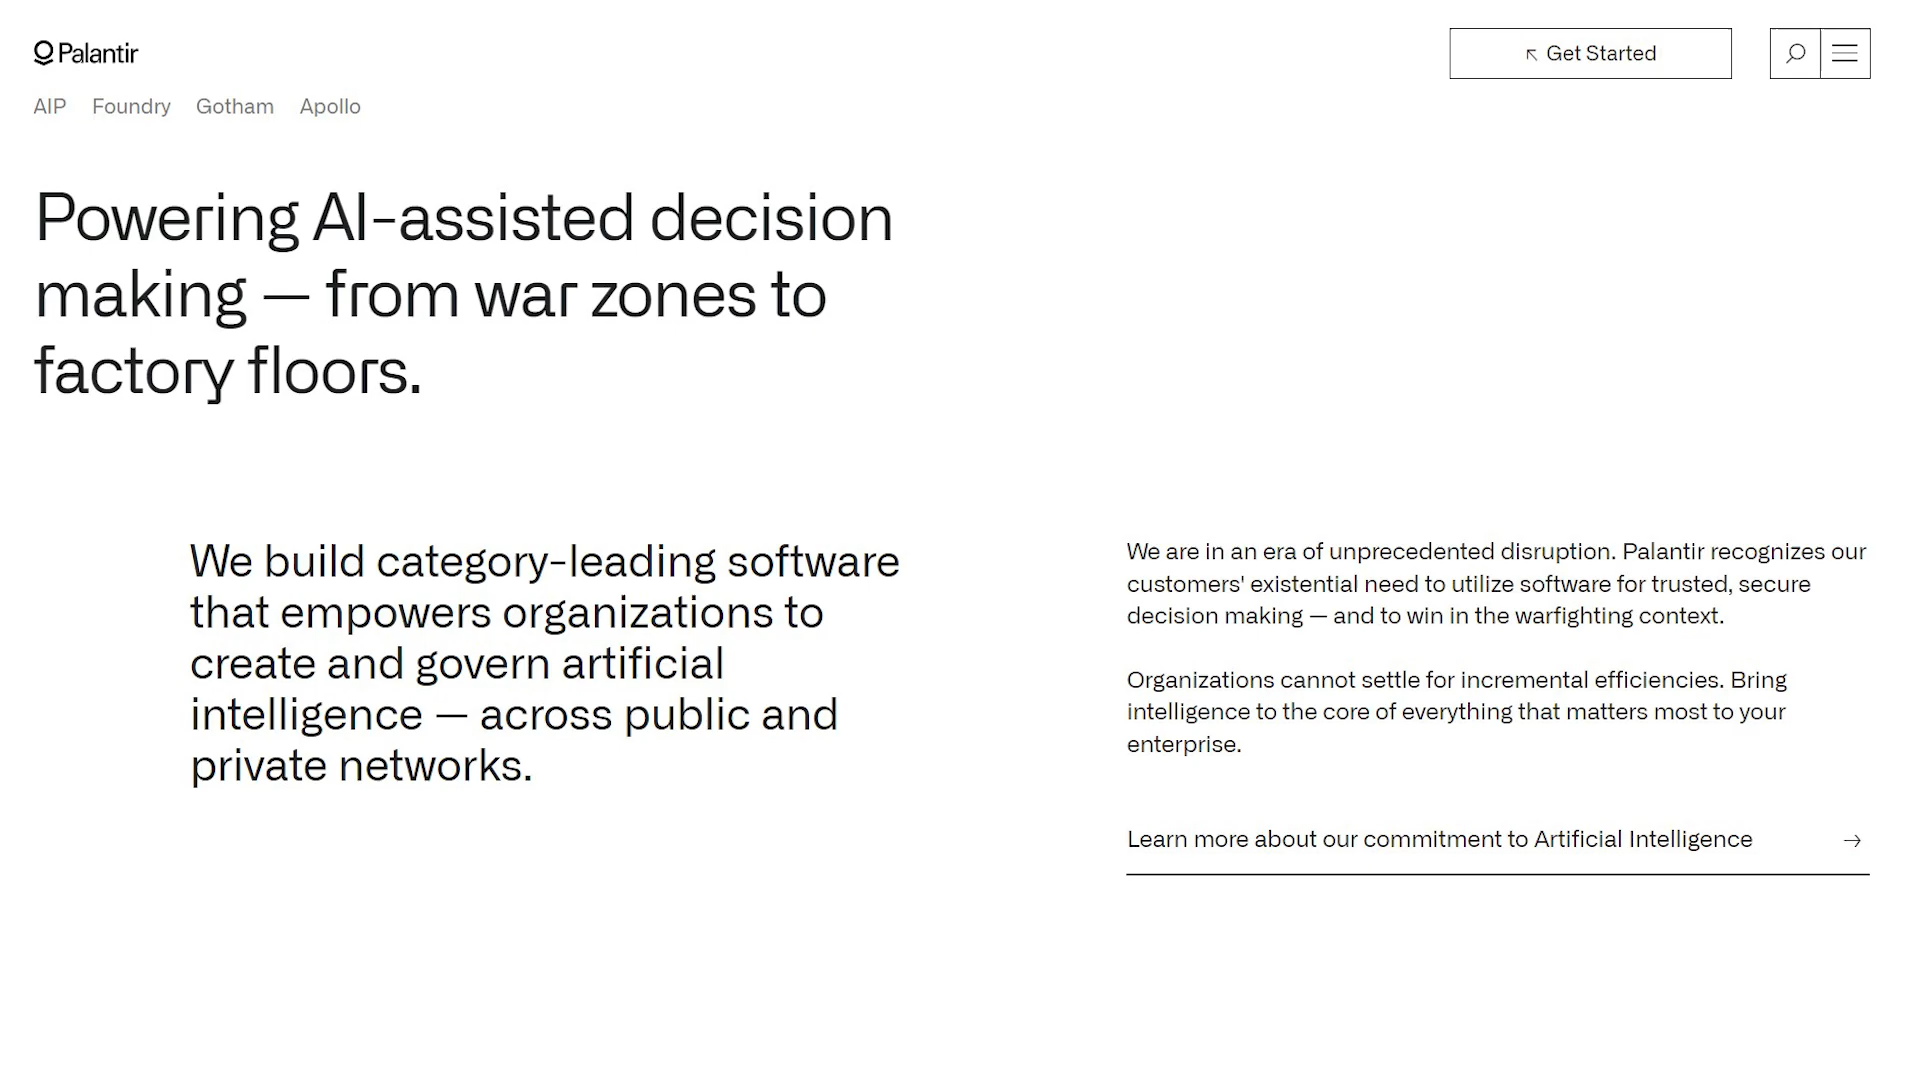 Palantir
Get Started
AIP Foundry Gotham Apollo
Powering AI-assisted decision
making — from war zones to
factory floors.
We build category-leading software
that empowers organizations to
create and govern artificial
intelligence — across public and
private networks.
We are in an era of unprecedented disruption. Palantir recognizes our
customers' existential need to utilize software for trusted, secure
decision making — and to win in the warfighting context.
Organizations cannot settle for incremental efficiencies. Bring
intelligence to the core of everything that matters most to your
enterprise.
Learn more about our commitment to Artificial Intelligence